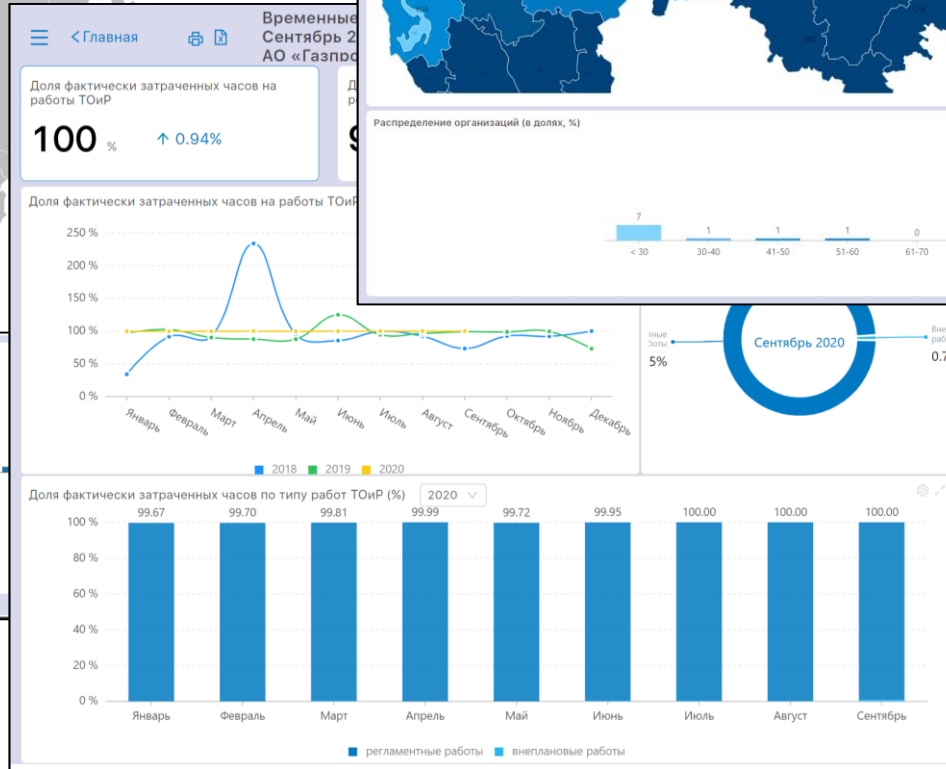 <Главная
Временные
Сентябрь 2
АО «Газпро
Доля фактически затраченных часов на
работы ТОиР
100 %
↑ 0.94%
Доля фактически затраченных часов на работы ТОиР
250 %
200 %
150 %
100 %
50 %
0 %
Январь Февраль Март Апрель Май Июнь Июль Август Сентябрь Октябрь Ноябрь Декабрь
2018 2019 2020
Распределение организаций (в долях, %)
7 1 1 1 0
< 30 30-40 41-50 51-60 61-70
Сентябрь 2020
5%
0.7
Доля фактически затраченных часов по типу работ ТОиР (%)
2020
99.67 99.70 99.81 99.99 99.72 99.95 100.00 100.00 100.00
100 %
80 %
60 %
40 %
20 %
0 %
Январь Февраль Март Апрель Май Июнь Июль Август Сентябрь
регламентные работы внеплановые работы